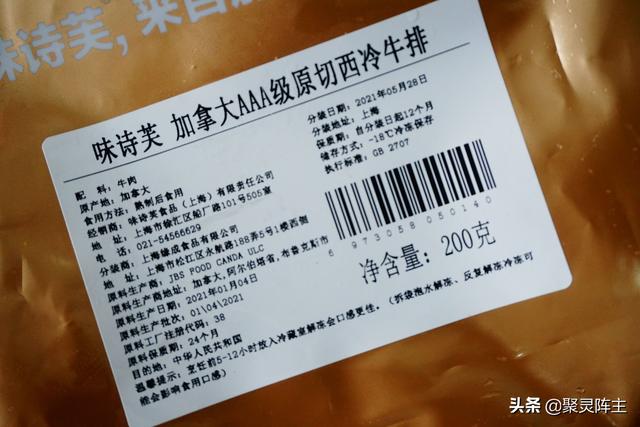 味诗芙，来自加
味诗芙 加拿大AAA级原切西冷牛排
配 料：牛肉
原产地：加拿大
食用方法：熟制后食用
经销商：味诗芙食品（上海）有限责任公司
地 址：上海市徐汇区船厂路101号505室
电 话：021-54566629
分装商：上海雄成食品有限公司
地 址：上海市松江区永航路188弄5号1楼西侧
原料生产商：JBS FOOD CANDA ULC
原料生产商地址：加拿大,阿尔伯塔省,布鲁克斯市
原料生产日期：2021年01月04日
原料生产批次：01/04/2021
原料工厂注册代码：38
原料保质期：24个月
目的地：中华人民共和国
温馨提示：烹饪前5-12小时放入冷藏室解冻会口感更佳。（拆袋泡水解冻、反复解冻冷冻可
能会影响食用口感）
分装日期：2021年05月28日
分装地址：上海
保质期：自分装日起12个月
储存方式：-18℃冷冻保存
执行标准：GB 2707
6 973058 050140
净含量：200克
头条 @聚灵阵主